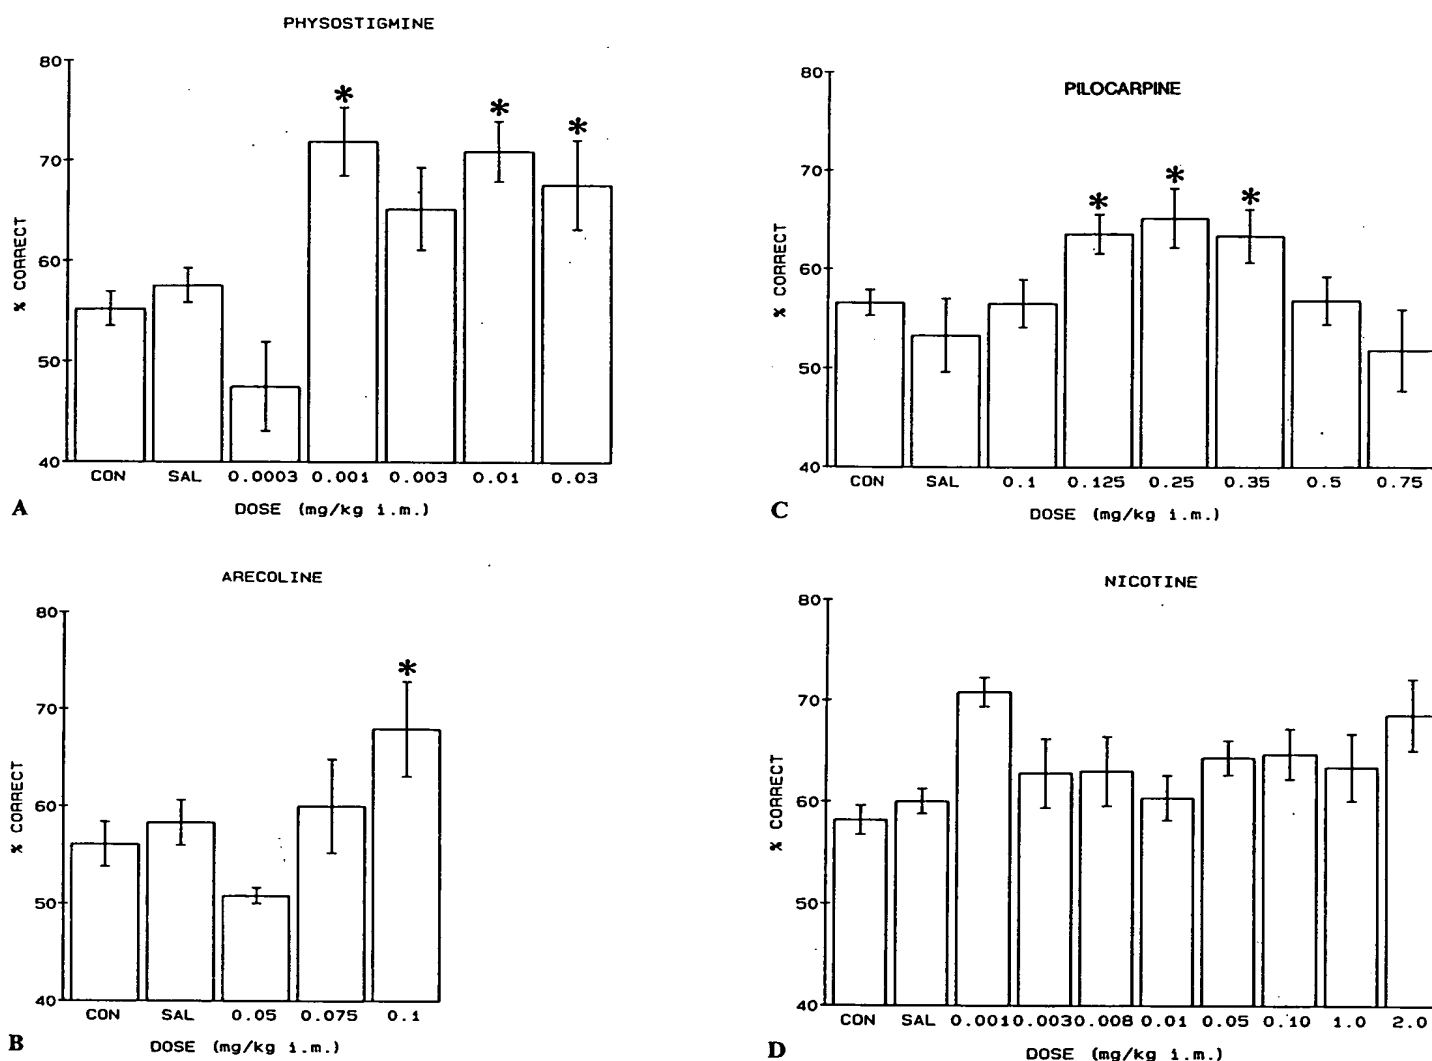 PHYSOSTIGMINE
80
70
60
50
40
% CORRECT
*
*
*
CON SAL 0.0003 0.001 0.003 0.01 0.03
A
DOSE (mg/kg i.m.)
PILOCARPINE
80
70
60
50
40
% CORRECT
*
*
*
CON SAL 0.1 0.125 0.25 0.35 0.5 0.75
C
DOSE (mg/kg i.m.)
ARECOLINE
80
70
60
50
40
% CORRECT
*
CON SAL 0.05 0.075 0.1
B
DOSE (mg/kg i.m.)
NICOTINE
80
70
60
50
40
% CORRECT
CON SAL 0.001 0.003 0.008 0.01 0.05 0.10 1.0 2.0
D
DOSE (mg/kg i.m.)